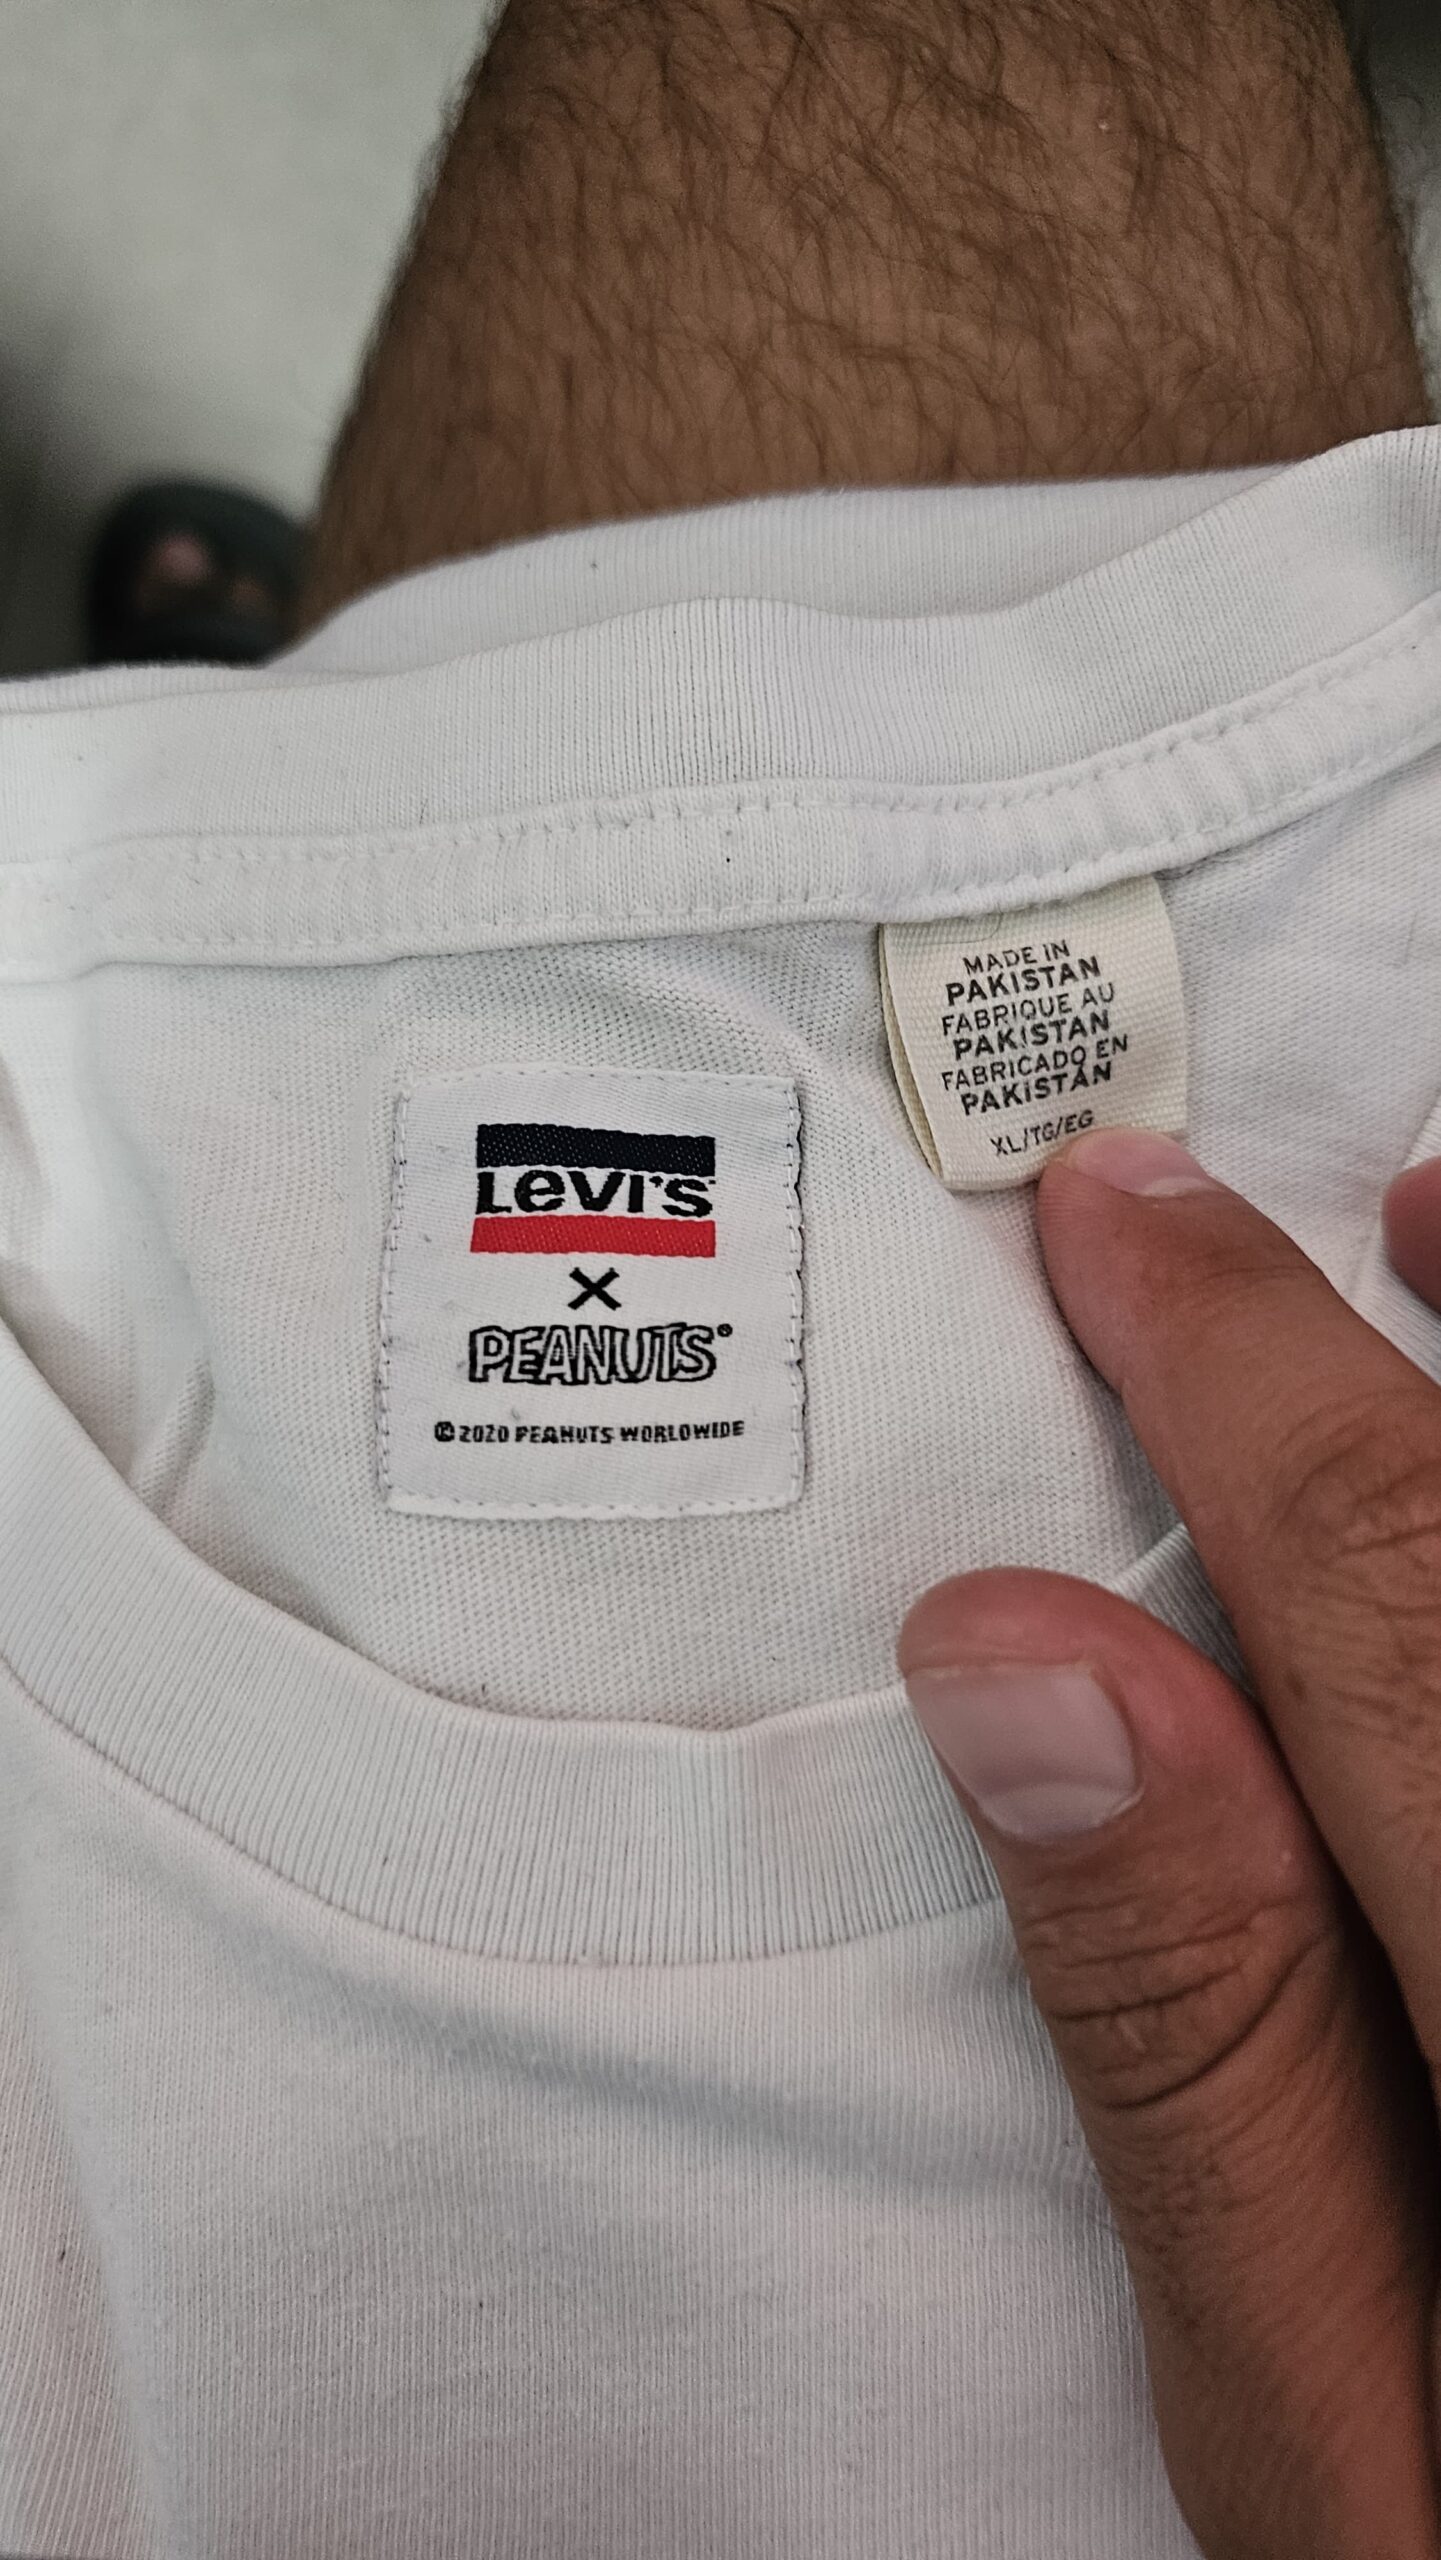 MADE IN
PAKISTAN
FABRIQUE AU
PAKISTAN
FABRICADO EN
PAKISTAN
XL/TG/EG
Levi's
X
PEANUTS®
©2020 PEANUTS WORLDWIDE